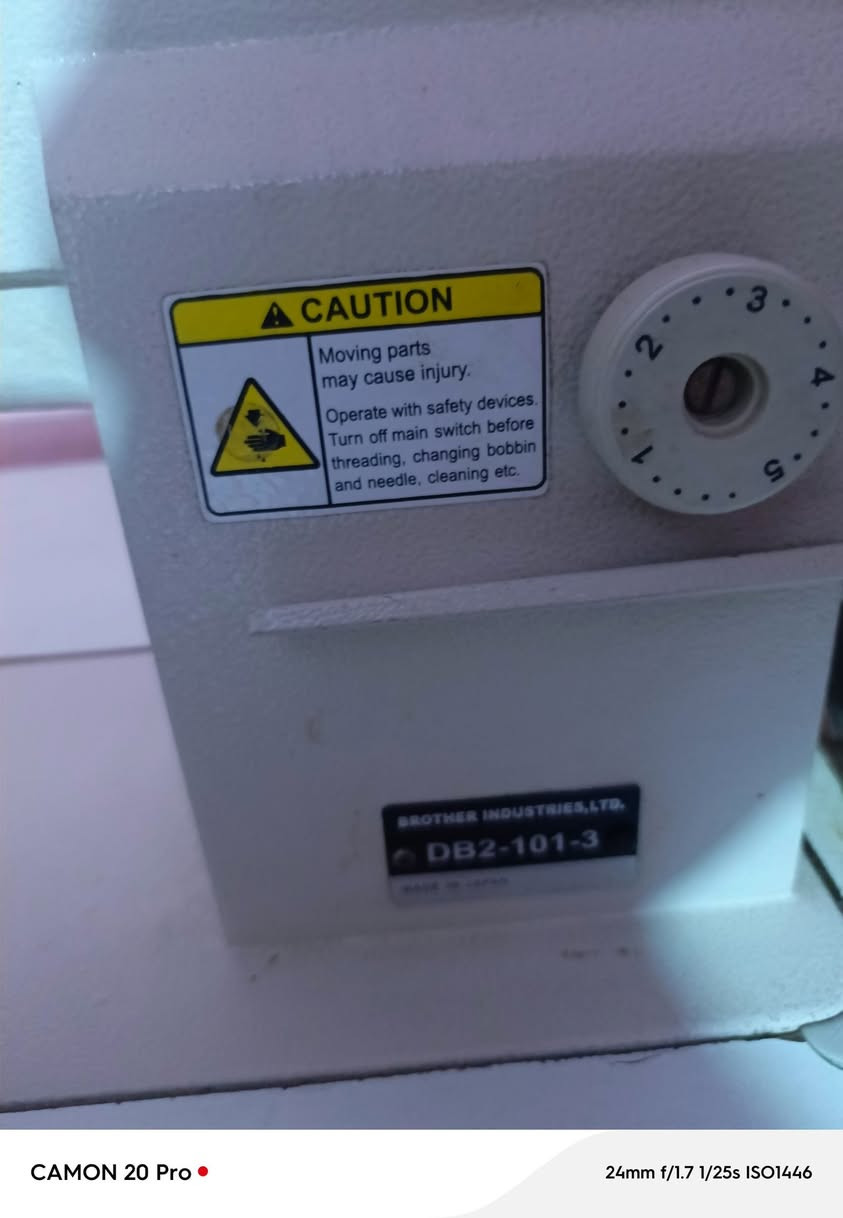 CAUTION
Moving parts
may cause injury.
Operate with safety devices.
Turn off main switch before
threading, changing bobbin
and needle, cleaning etc.
1 2 3 4 5
BROTHER INDUSTRIES,LTD.
DB2-101-3
MADE IN JAPAN
CAMON 20 Pro
24mm f/1.7 1/25s ISO1446